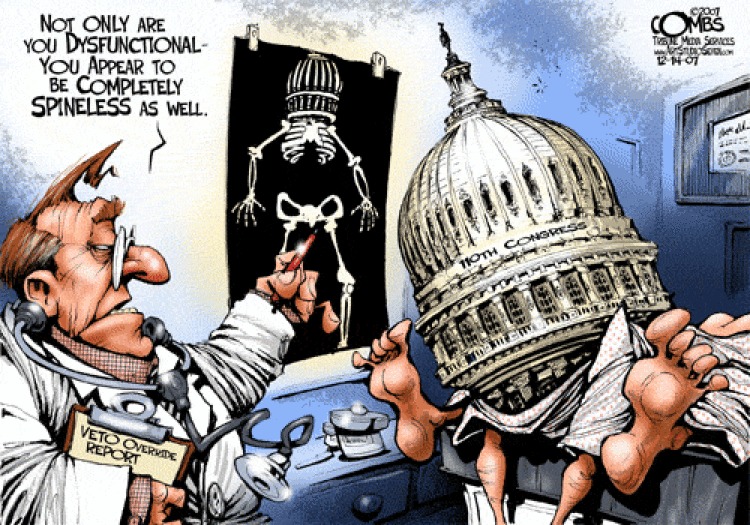 NOT ONLY ARE
YOU DYSFUNCTIONAL-
YOU APPEAR TO
BE COMPLETELY
SPINELESS AS WELL.
©2007
COMBS
TRIBUNE MEDIA SERVICES
12-14-07
110TH CONGRESS
VETO OVERRIDE
REPORT